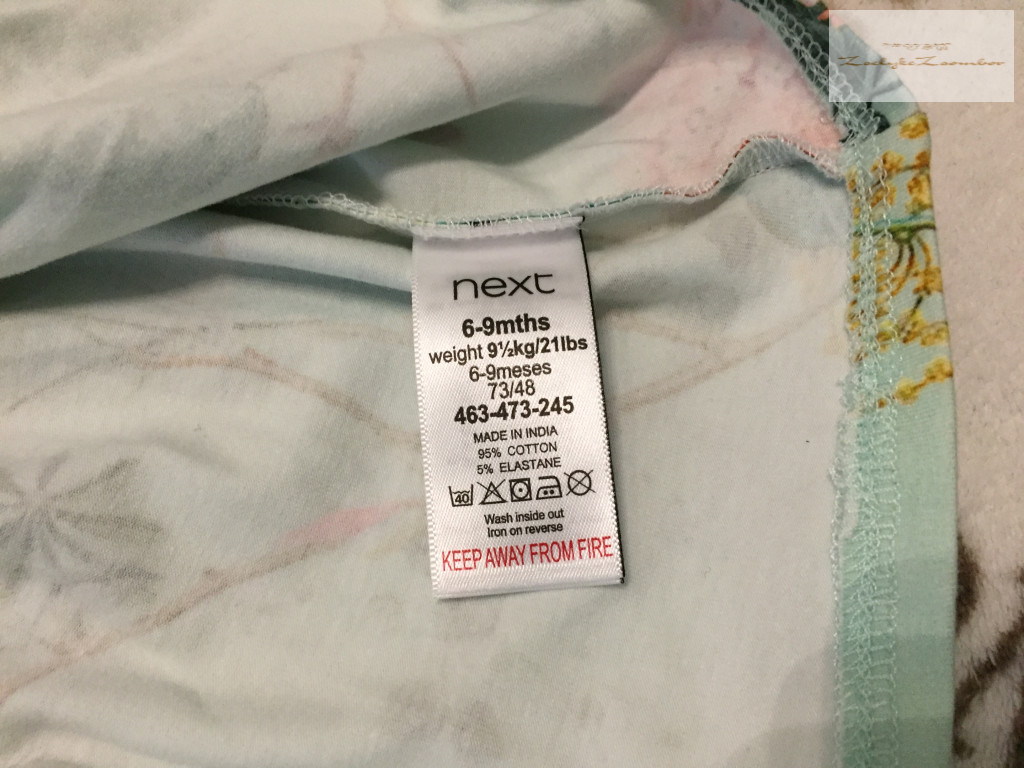 next
6-9mths
weight 9½kg/21lbs
6-9meses
73/48
463-473-245
MADE IN INDIA
95% COTTON
5% ELASTANE
40
Wash inside out
Iron on reverse
KEEP AWAY FROM FIRE